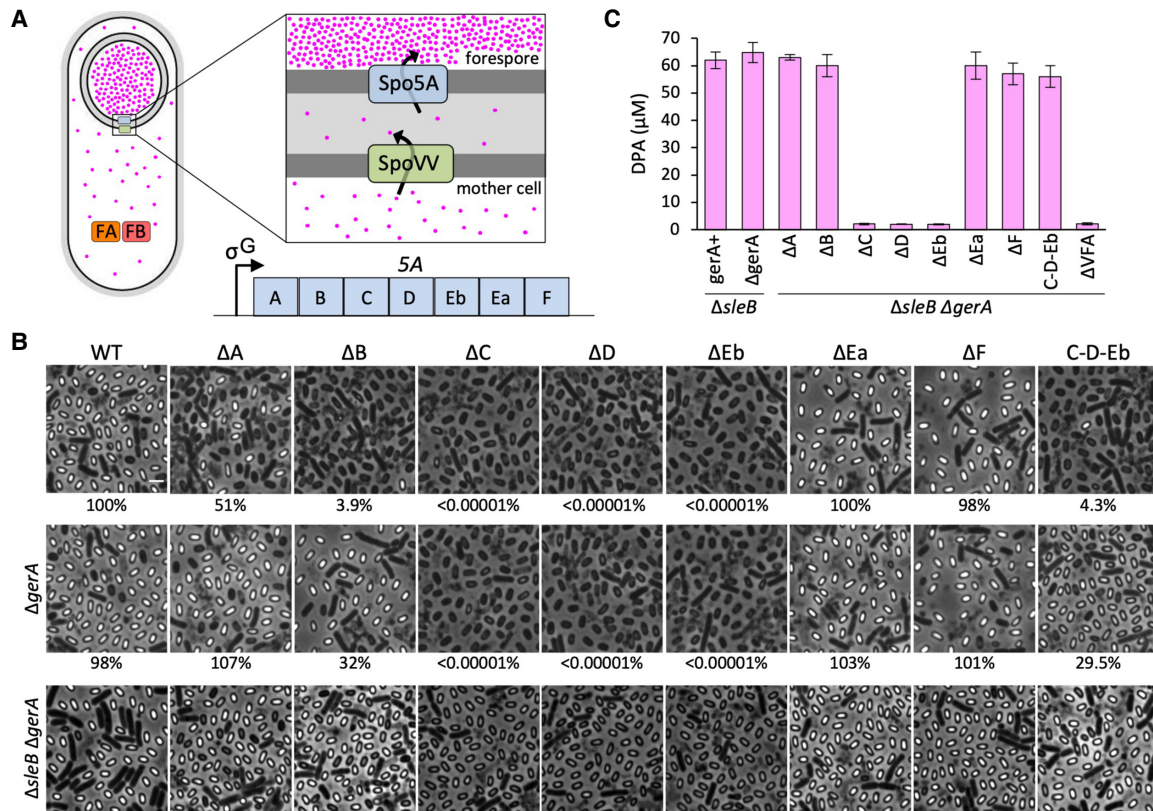 A
forespore
Spo5A
SpoVV
mother cell
FA FB
σG
5A
A B C D Eb Ea F
C
DPA (µM)
70
60
50
40
30
20
10
0
gerA+ ΔgerA ΔA ΔB ΔC ΔD ΔEb ΔEa ΔF C-D-Eb ΔVFA
ΔsleB ΔsleB ΔgerA
B
WT ΔA ΔB ΔC ΔD ΔEb ΔEa ΔF C-D-Eb
100% 51% 3.9% <0.00001% <0.00001% <0.00001% 100% 98% 4.3%
ΔgerA
98% 107% 32% <0.00001% <0.00001% <0.00001% 103% 101% 29.5%
ΔsleB ΔgerA